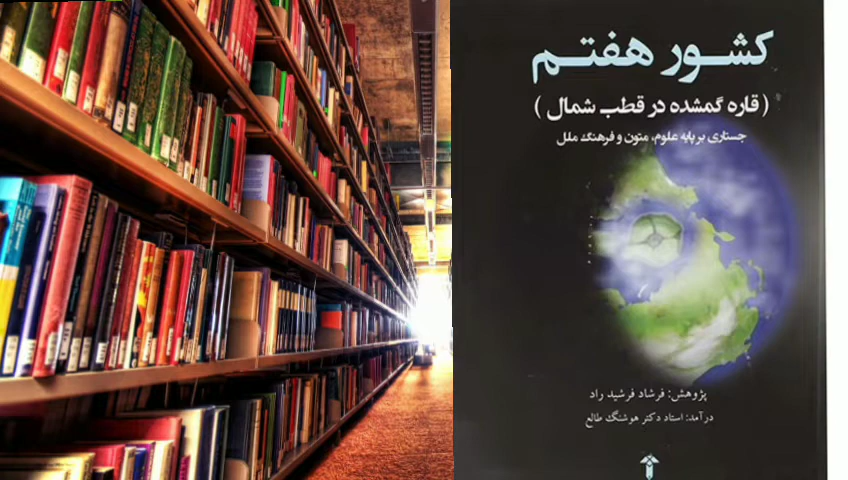 کشور هفتم
( قاره گمشده در قطب شمال )
جستاری بر پایه علوم، متون و فرهنگ ملل
پژوهش: فرشاد فرشید راد
درآمد: استاد دکتر هوشنگ طالع